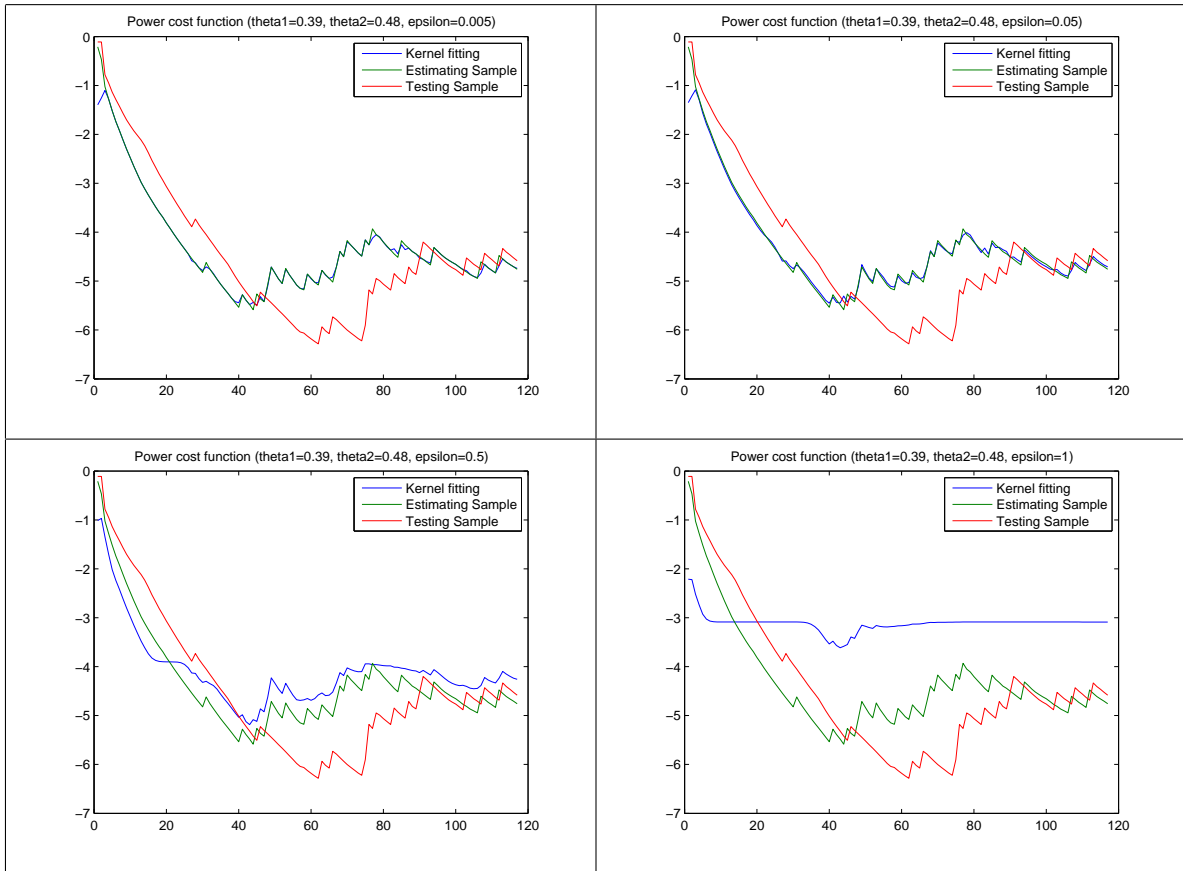 Power cost function (theta1=0.39, theta2=0.48, epsilon=0.005)
Kernel fitting
Estimating Sample
Testing Sample
0
−1
−2
−3
−4
−5
−6
−7
0 20 40 60 80 100 120
Power cost function (theta1=0.39, theta2=0.48, epsilon=0.05)
Kernel fitting
Estimating Sample
Testing Sample
0
−1
−2
−3
−4
−5
−6
−7
0 20 40 60 80 100 120
Power cost function (theta1=0.39, theta2=0.48, epsilon=0.5)
Kernel fitting
Estimating Sample
Testing Sample
0
−1
−2
−3
−4
−5
−6
−7
0 20 40 60 80 100 120
Power cost function (theta1=0.39, theta2=0.48, epsilon=1)
Kernel fitting
Estimating Sample
Testing Sample
0
−1
−2
−3
−4
−5
−6
−7
0 20 40 60 80 100 120